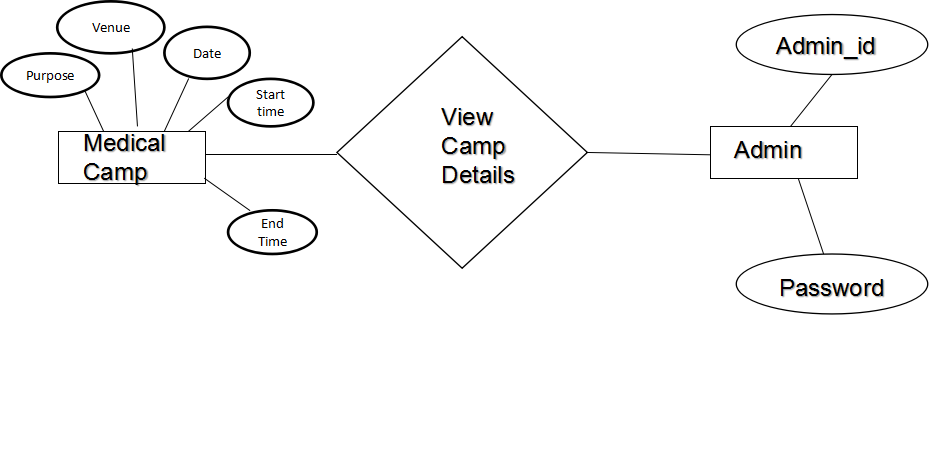 Venue
Date
Purpose
Start
time
Medical
Camp
End
Time
View
Camp
Details
Admin_id
Admin
Password